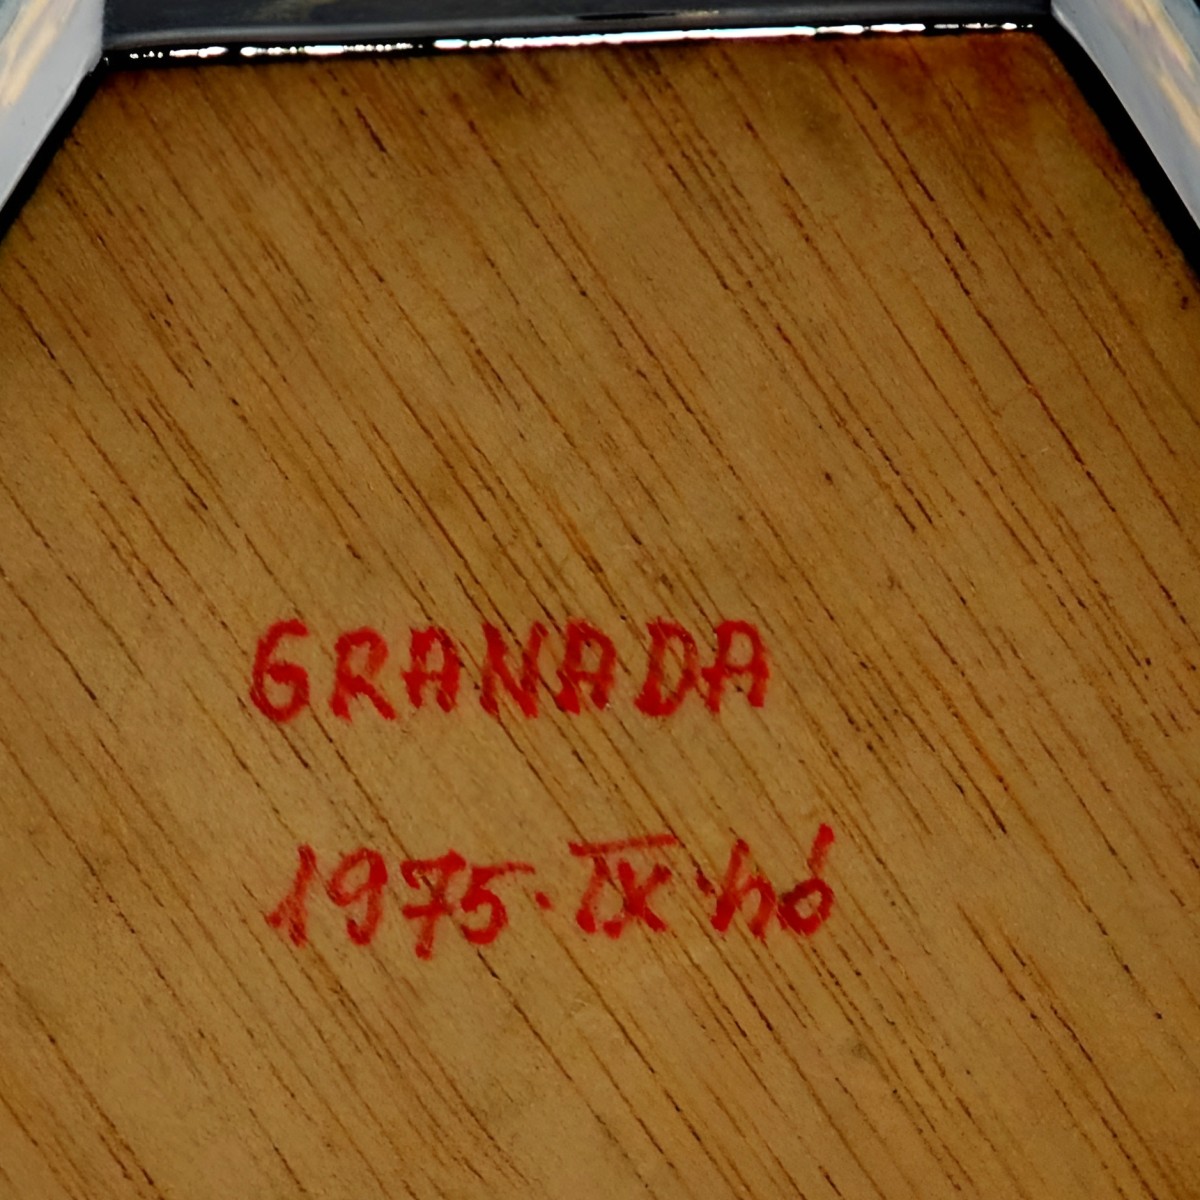 GRANADA
1975. IX. hó